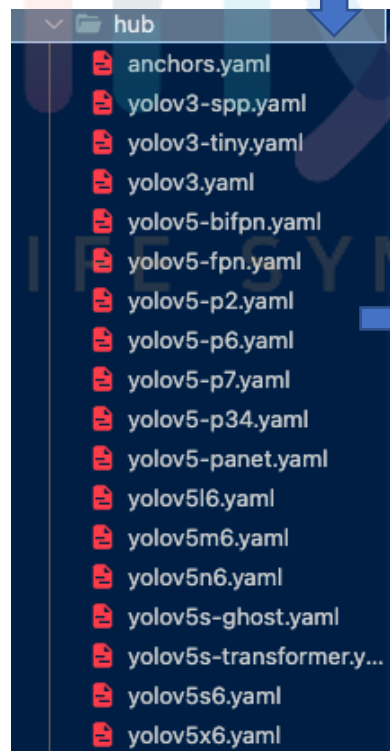 hub
anchors.yaml
yolov3-spp.yaml
yolov3-tiny.yaml
yolov3.yaml
yolov5-bifpn.yaml
yolov5-fpn.yaml
yolov5-p2.yaml
yolov5-p6.yaml
yolov5-p7.yaml
yolov5-p34.yaml
yolov5-panet.yaml
yolov5l6.yaml
yolov5m6.yaml
yolov5n6.yaml
yolov5s-ghost.yaml
yolov5s-transformer.y...
yolov5s6.yaml
yolov5x6.yaml